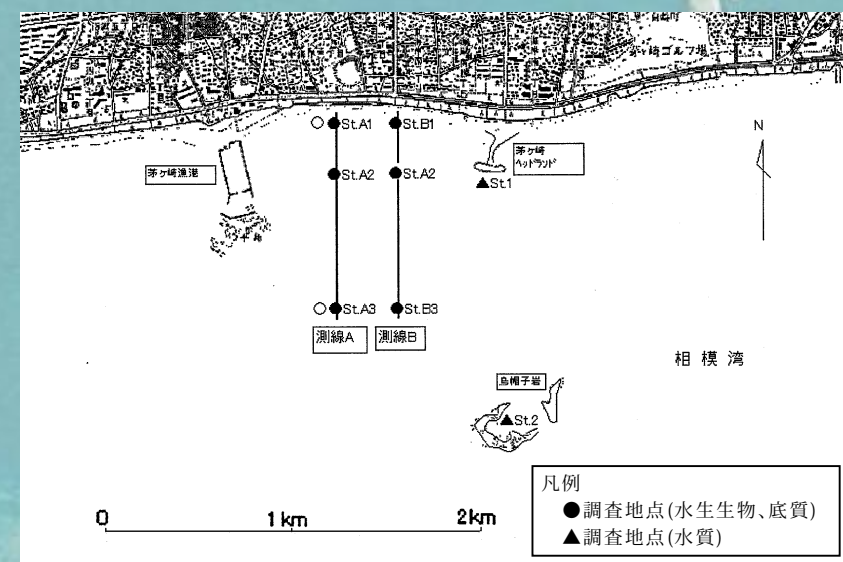 茅ヶ崎ゴルフ場
St.A1
St.B1
茅ヶ崎
ヘッドランド
N
茅ヶ崎漁港
St.A2
St.A2
St.1
St.A3
St.B3
測線A
測線B
相模湾
烏帽子岩
St.2
0
1km
2km
凡例
●調査地点(水生生物、底質)
▲調査地点(水質)